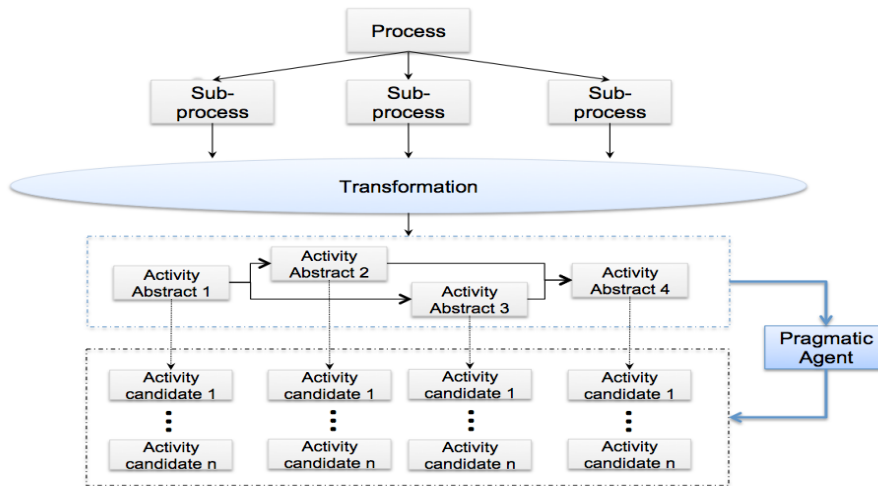 Process
Sub-
process
Sub-
process
Sub-
process
Transformation
Activity
Abstract 1
Activity
Abstract 2
Activity
Abstract 3
Activity
Abstract 4
Pragmatic
Agent
Activity
candidate 1
Activity
candidate 1
Activity
candidate 1
Activity
candidate 1
Activity
candidate n
Activity
candidate n
Activity
candidate n
Activity
candidate n